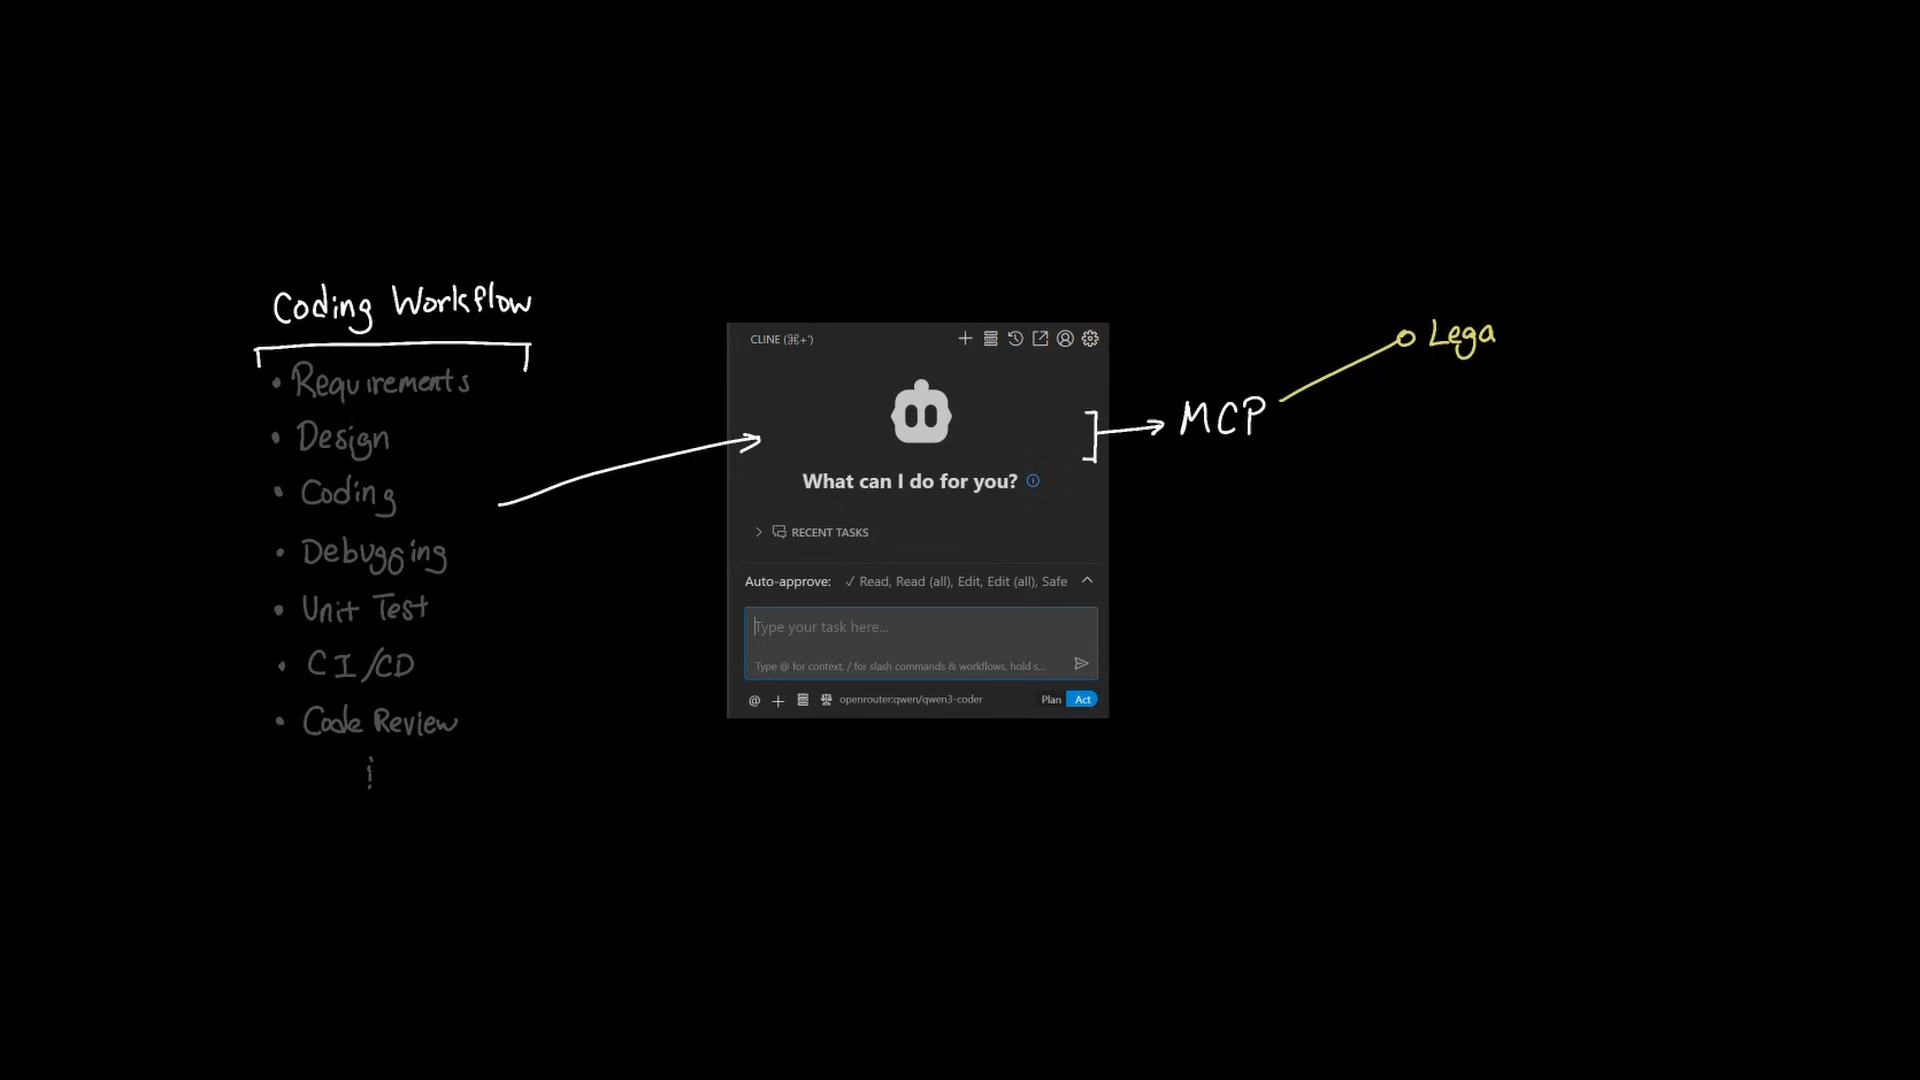 Coding Workflow
• Requirements
• Design
• Coding
• Debugging
• Unit Test
• CI/CD
• Code Review
CLINE (⌘+')
What can I do for you?
RECENT TASKS
Auto-approve: ✓ Read, Read (all), Edit, Edit (all), Safe
Type your task here...
Type @ for context, / for slash commands & workflows, hold s...
@ + openrouter:qwen/qwen3-coder Plan Act
MCP
Lega